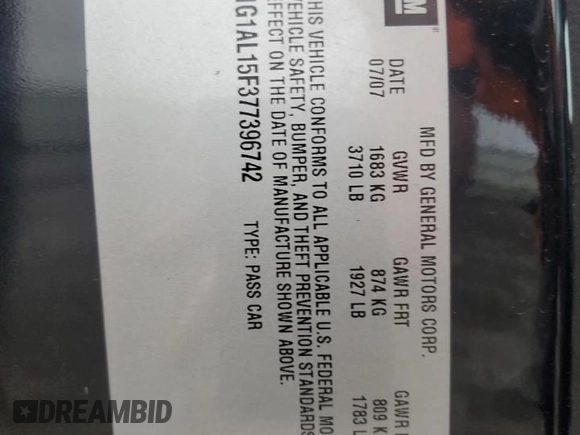 GM
®
MFD BY GENERAL MOTORS CORP.
DATE GVWR GAWR FRT GAWR
07/07 1683 KG 874 KG 809 K
3710 LB 1927 LB 1783 L
THIS VEHICLE CONFORMS TO ALL APPLICABLE U.S. FEDERAL MO
VEHICLE SAFETY, BUMPER, AND THEFT PREVENTION STANDARDS
EFFECT ON THE DATE OF MANUFACTURE SHOWN ABOVE.
1G1AL15F377396742 TYPE: PASS CAR
DREAMBID